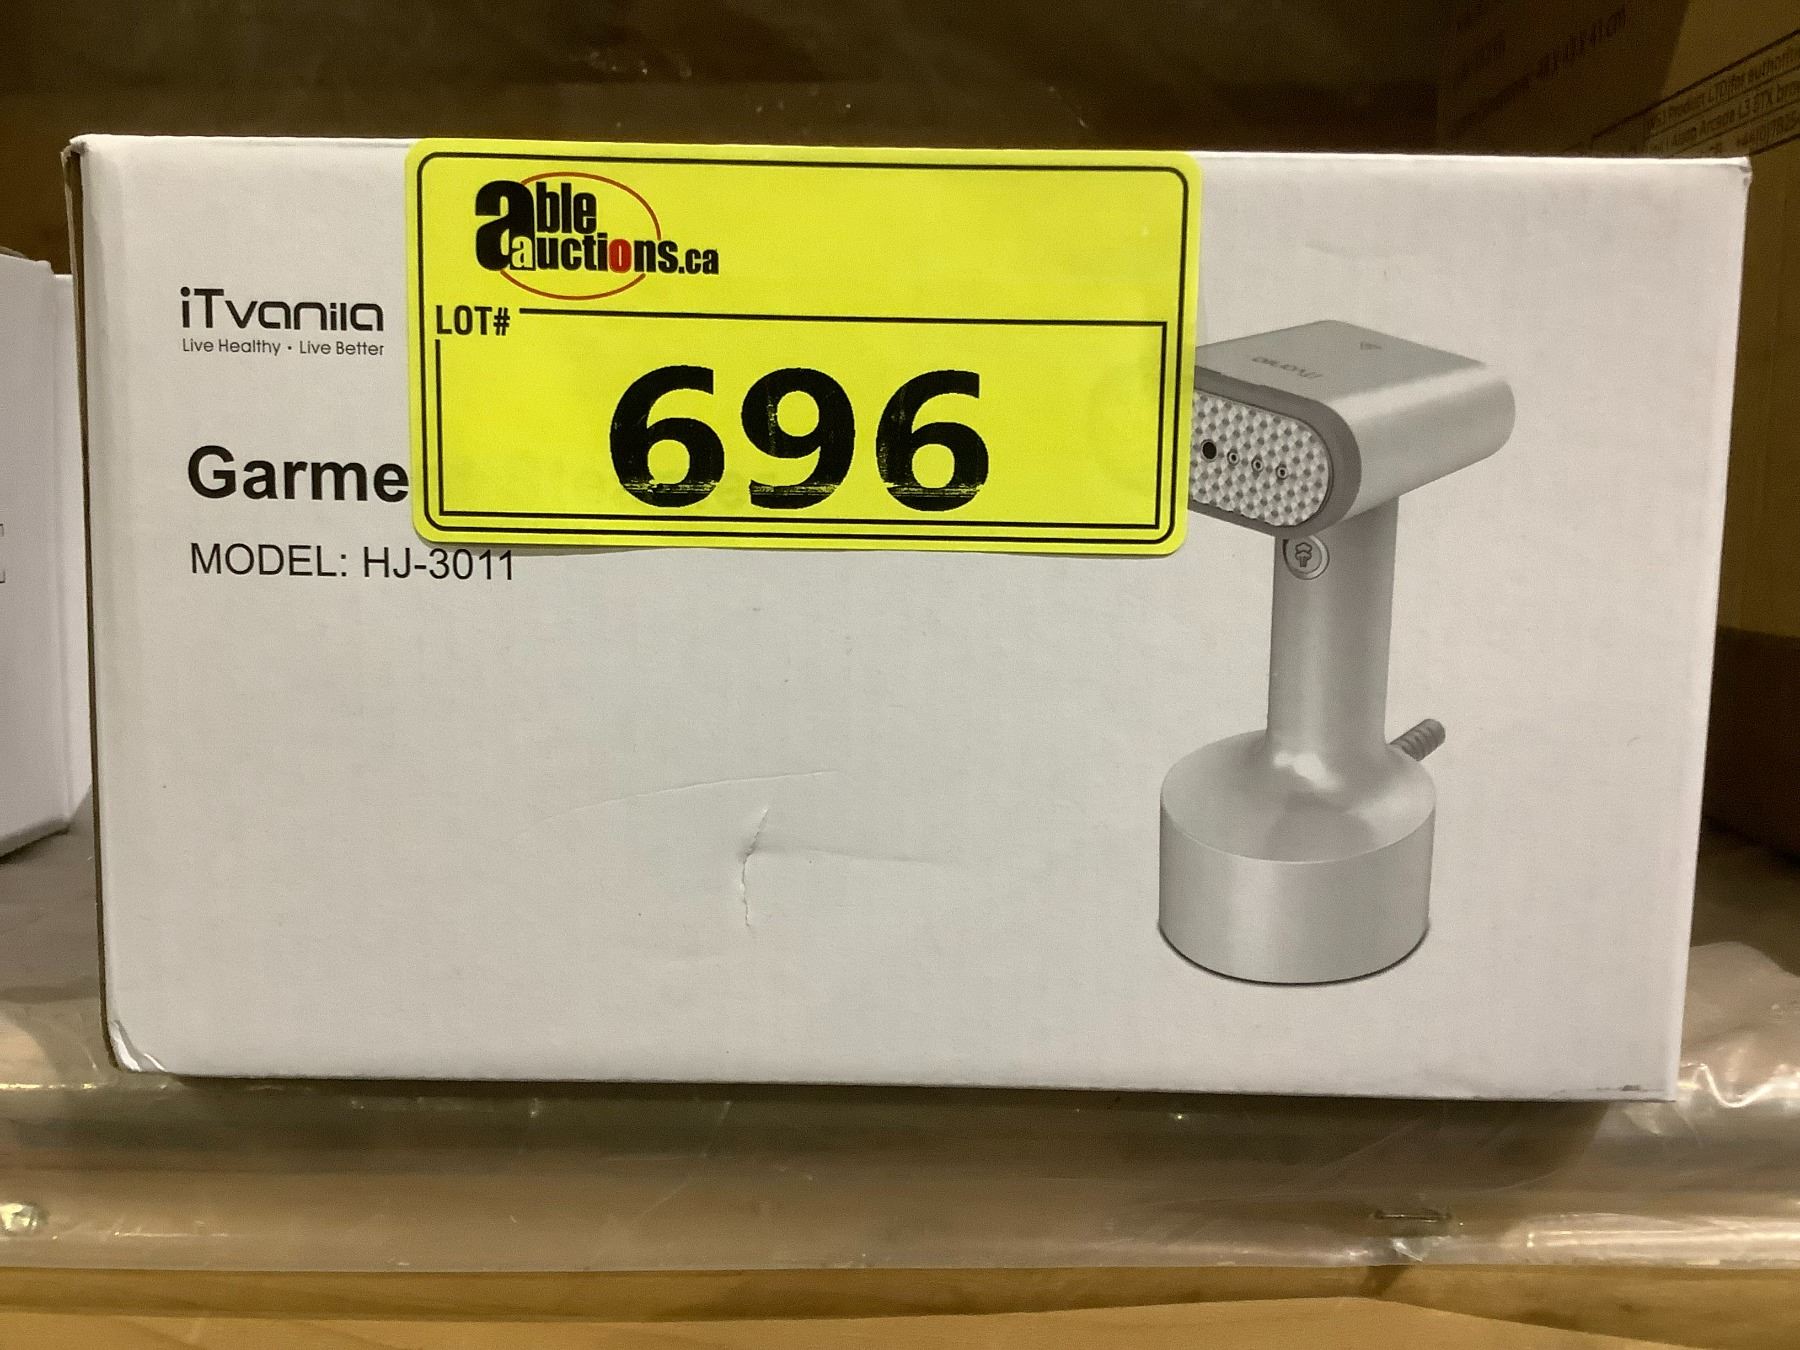 able
auctions.ca
LOT#
696
iTvanila
Live Healthy • Live Better
Garme
MODEL: HJ-3011